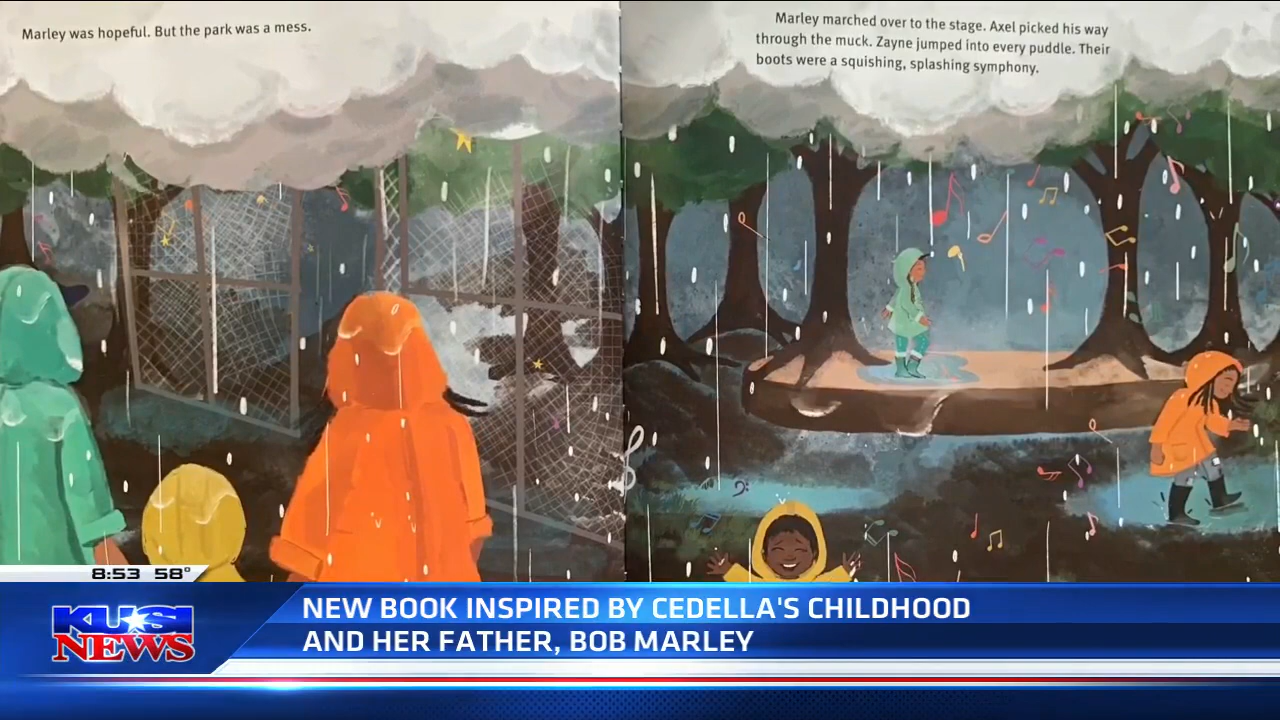 Marley was hopeful. But the park was a mess.
Marley marched over to the stage. Axel picked his way
through the muck. Zayne jumped into every puddle. Their
boots were a squishing, splashing symphony.
8:53 58°
KUSI
NEWS
NEW BOOK INSPIRED BY CEDELLA'S CHILDHOOD
AND HER FATHER, BOB MARLEY